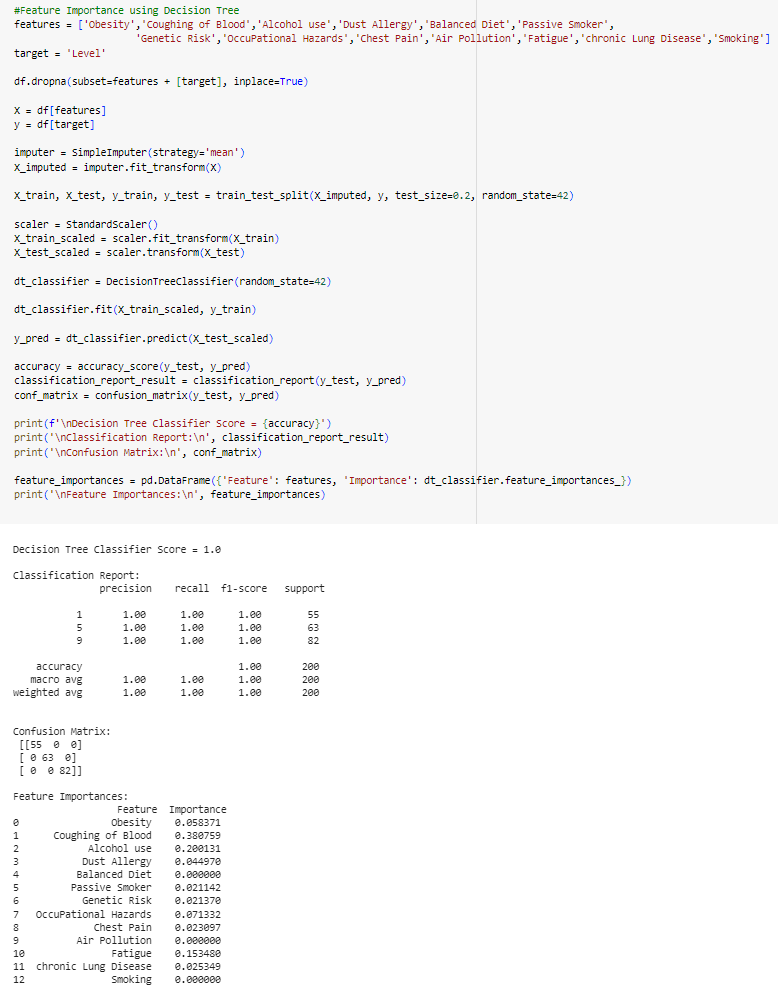 #Feature Importance using Decision Tree
features = ['Obesity','Coughing of Blood','Alcohol use','Dust Allergy','Balanced Diet','Passive Smoker',
'Genetic Risk','OccuPational Hazards','Chest Pain','Air Pollution','Fatigue','chronic Lung Disease','Smoking']
target = 'Level'
df.dropna(subset=features + [target], inplace=True)
X = df[features]
y = df[target]
imputer = SimpleImputer(strategy='mean')
X_imputed = imputer.fit_transform(X)
X_train, X_test, y_train, y_test = train_test_split(X_imputed, y, test_size=0.2, random_state=42)
scaler = StandardScaler()
X_train_scaled = scaler.fit_transform(X_train)
X_test_scaled = scaler.transform(X_test)
dt_classifier = DecisionTreeClassifier(random_state=42)
dt_classifier.fit(X_train_scaled, y_train)
y_pred = dt_classifier.predict(X_test_scaled)
accuracy = accuracy_score(y_test, y_pred)
classification_report_result = classification_report(y_test, y_pred)
conf_matrix = confusion_matrix(y_test, y_pred)
print(f'\nDecision Tree Classifier Score = {accuracy}')
print('\nClassification Report:\n', classification_report_result)
print('\nConfusion Matrix:\n', conf_matrix)
feature_importances = pd.DataFrame({'Feature': features, 'Importance': dt_classifier.feature_importances_})
print('\nFeature Importances:\n', feature_importances)
Decision Tree Classifier Score = 1.0
Classification Report:
precision recall f1-score support
1 1.00 1.00 1.00 55
5 1.00 1.00 1.00 63
9 1.00 1.00 1.00 82
accuracy 1.00 200
macro avg 1.00 1.00 1.00 200
weighted avg 1.00 1.00 1.00 200
Confusion Matrix:
[[55 0 0]
[ 0 63 0]
[ 0 0 82]]
Feature Importances:
Feature Importance
0 Obesity 0.058371
1 Coughing of Blood 0.380759
2 Alcohol use 0.200131
3 Dust Allergy 0.044970
4 Balanced Diet 0.000000
5 Passive Smoker 0.021142
6 Genetic Risk 0.021370
7 OccuPational Hazards 0.071332
8 Chest Pain 0.023097
9 Air Pollution 0.000000
10 Fatigue 0.153480
11 chronic Lung Disease 0.025349
12 Smoking 0.000000